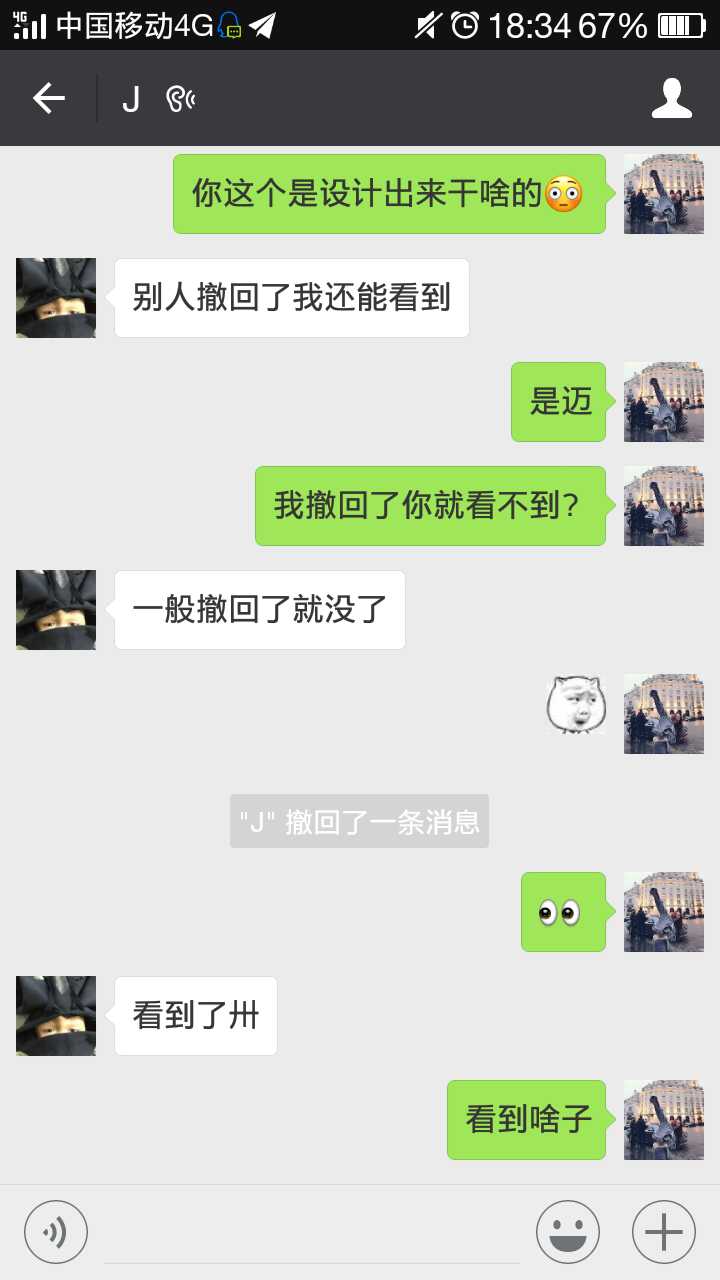 4G 中国移动4G 18:34 67%
J
你这个是设计出来干啥的😳
别人撤回了我还能看到
是迈
我撤回了你就看不到?
一般撤回了就没了
"J" 撤回了一条消息
👀
看到了卅
看到啥子